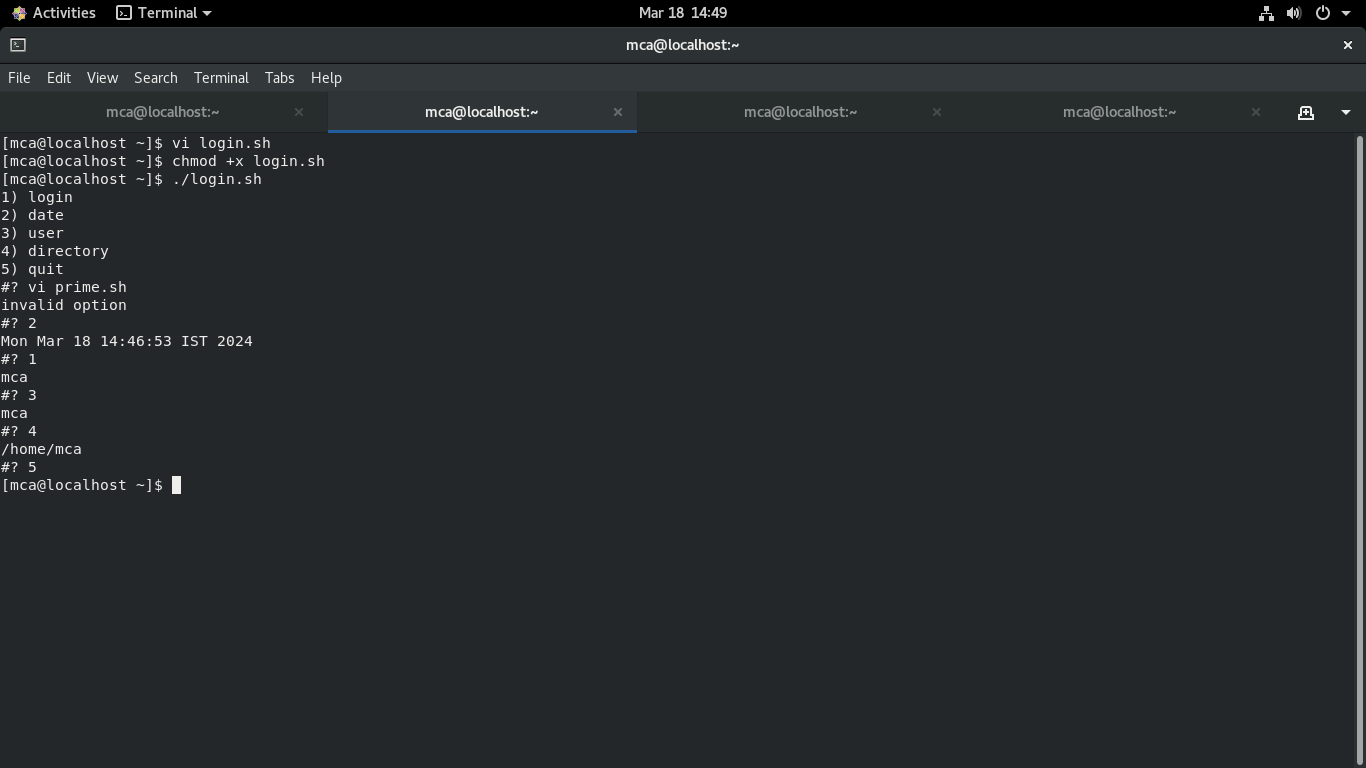 Activities Terminal Mar 18 14:49
mca@localhost:~
File Edit View Search Terminal Tabs Help
mca@localhost:~ mca@localhost:~ mca@localhost:~ mca@localhost:~
[mca@localhost ~]$ vi login.sh
[mca@localhost ~]$ chmod +x login.sh
[mca@localhost ~]$ ./login.sh
1) login
2) date
3) user
4) directory
5) quit
#? vi prime.sh
invalid option
#? 2
Mon Mar 18 14:46:53 IST 2024
#? 1
mca
#? 3
mca
#? 4
/home/mca
#? 5
[mca@localhost ~]$